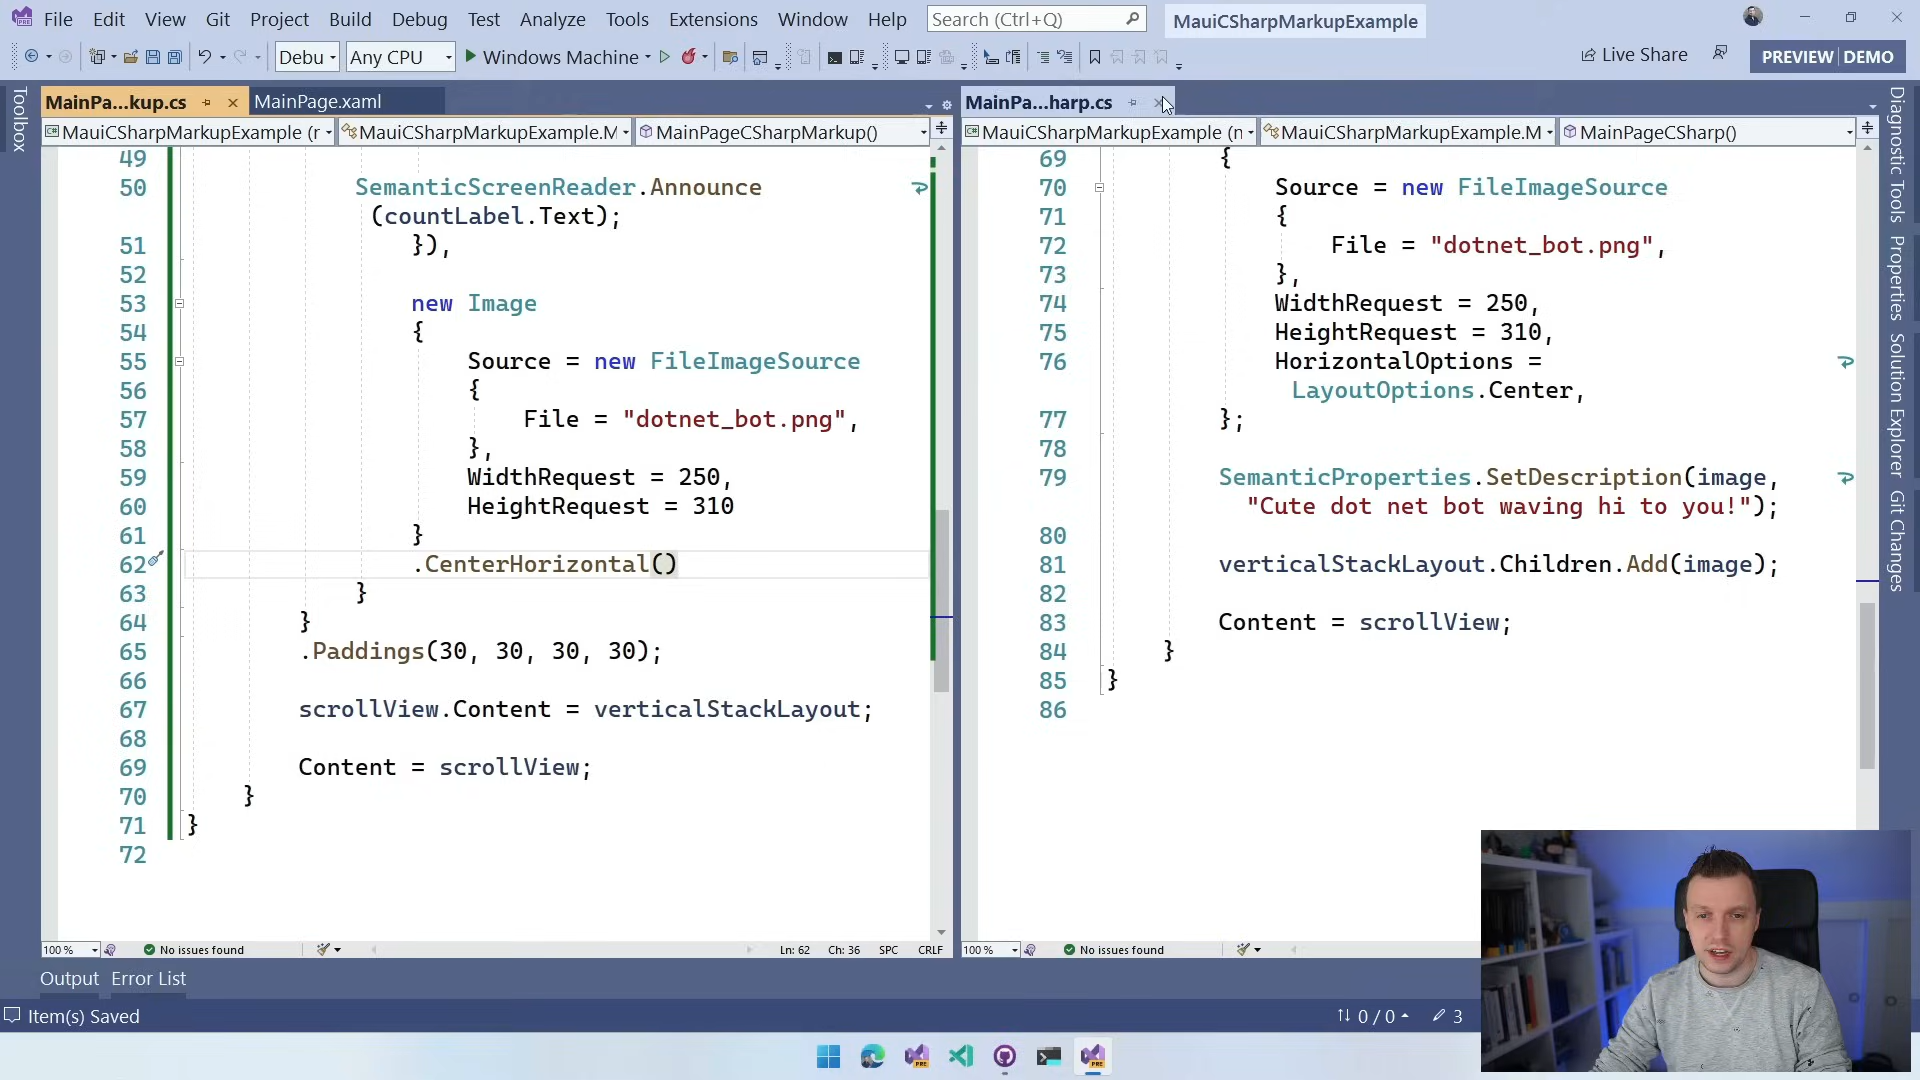 File Edit View Git Project Build Debug Test Analyze Tools Extensions Window Help Search (Ctrl+Q) MauiCSharpMarkupExample
Debu Any CPU Windows Machine Live Share PREVIEW DEMO
Toolbox
MainPa...kup.cs MainPage.xaml
MauiCSharpMarkupExample (r MauiCSharpMarkupExample.M MainPageCSharpMarkup()
49
50 SemanticScreenReader.Announce
(countLabel.Text);
51 }),
52
53 new Image
54 {
55 Source = new FileImageSource
56 {
57 File = "dotnet_bot.png",
58 },
59 WidthRequest = 250,
60 HeightRequest = 310
61 }
62 .CenterHorizontal()
63 }
64 }
65 .Paddings(30, 30, 30, 30);
66
67 scrollView.Content = verticalStackLayout;
68
69 Content = scrollView;
70 }
71 }
72
100 % No issues found Ln: 62 Ch: 36 SPC CRLF
MainPa...harp.cs
MauiCSharpMarkupExample (n MauiCSharpMarkupExample.M MainPageCSharp()
69 {
70 Source = new FileImageSource
71 {
72 File = "dotnet_bot.png",
73 },
74 WidthRequest = 250,
75 HeightRequest = 310,
76 HorizontalOptions =
LayoutOptions.Center,
77 };
78
79 SemanticProperties.SetDescription(image,
"Cute dot net bot waving hi to you!");
80
81 verticalStackLayout.Children.Add(image);
82
83 Content = scrollView;
84 }
85 }
86
100 % No issues found
Diagnostic Tools
Properties
Solution Explorer
Git Changes
Output Error List
Item(s) Saved 0 / 0 3
PRE PRE